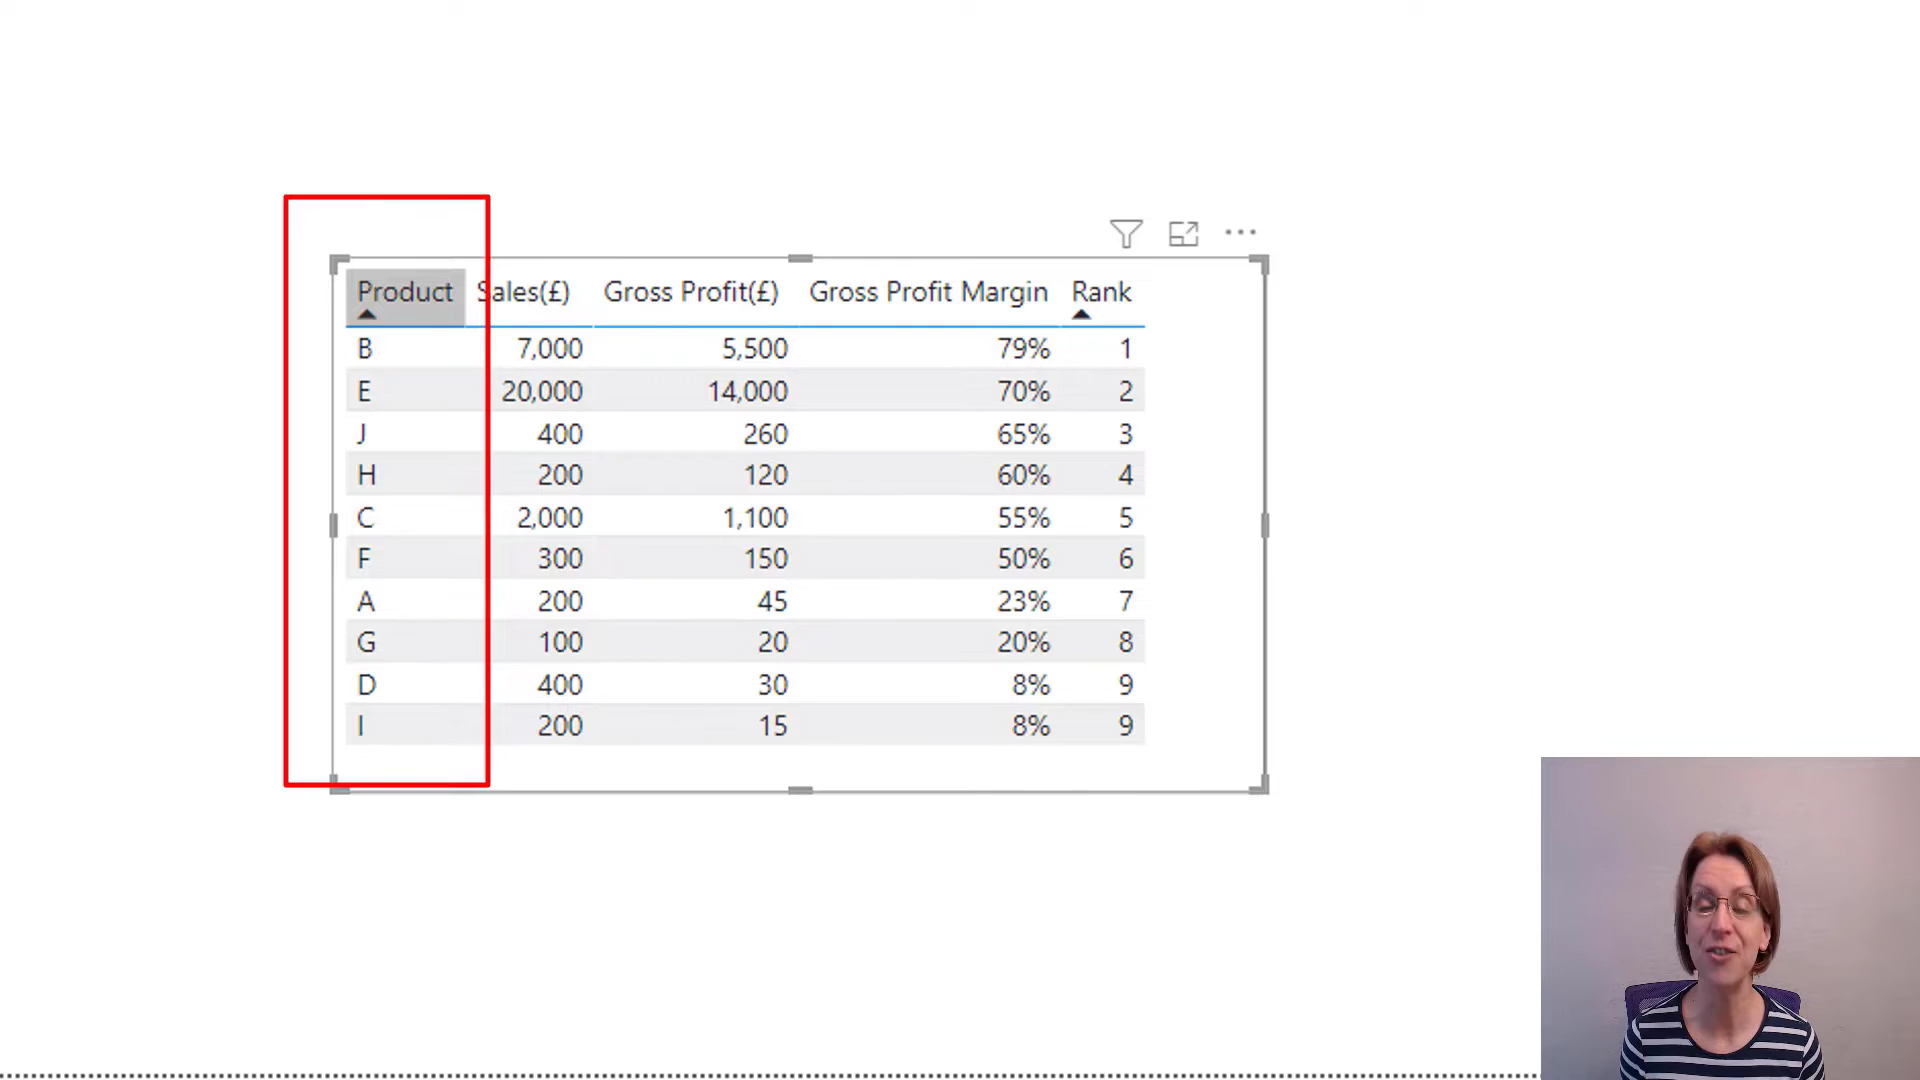 Product Sales(£) Gross Profit(£) Gross Profit Margin Rank
B 7,000 5,500 79% 1
E 20,000 14,000 70% 2
J 400 260 65% 3
H 200 120 60% 4
C 2,000 1,100 55% 5
F 300 150 50% 6
A 200 45 23% 7
G 100 20 20% 8
D 400 30 8% 9
I 200 15 8% 9